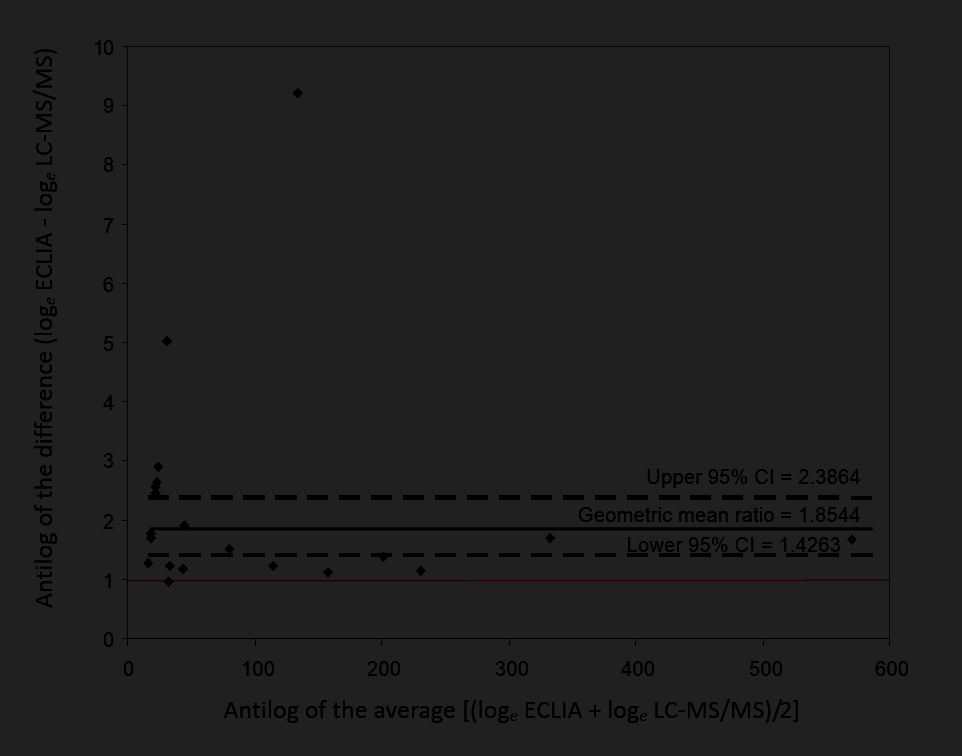 Antilog of the difference (logₑ ECLIA - logₑ LC-MS/MS)
10
9
8
7
6
5
4
3
2
1
0
Upper 95% CI = 2.3864
Geometric mean ratio = 1.8544
Lower 95% CI = 1.4263
0 100 200 300 400 500 600
Antilog of the average [(logₑ ECLIA + logₑ LC-MS/MS)/2]